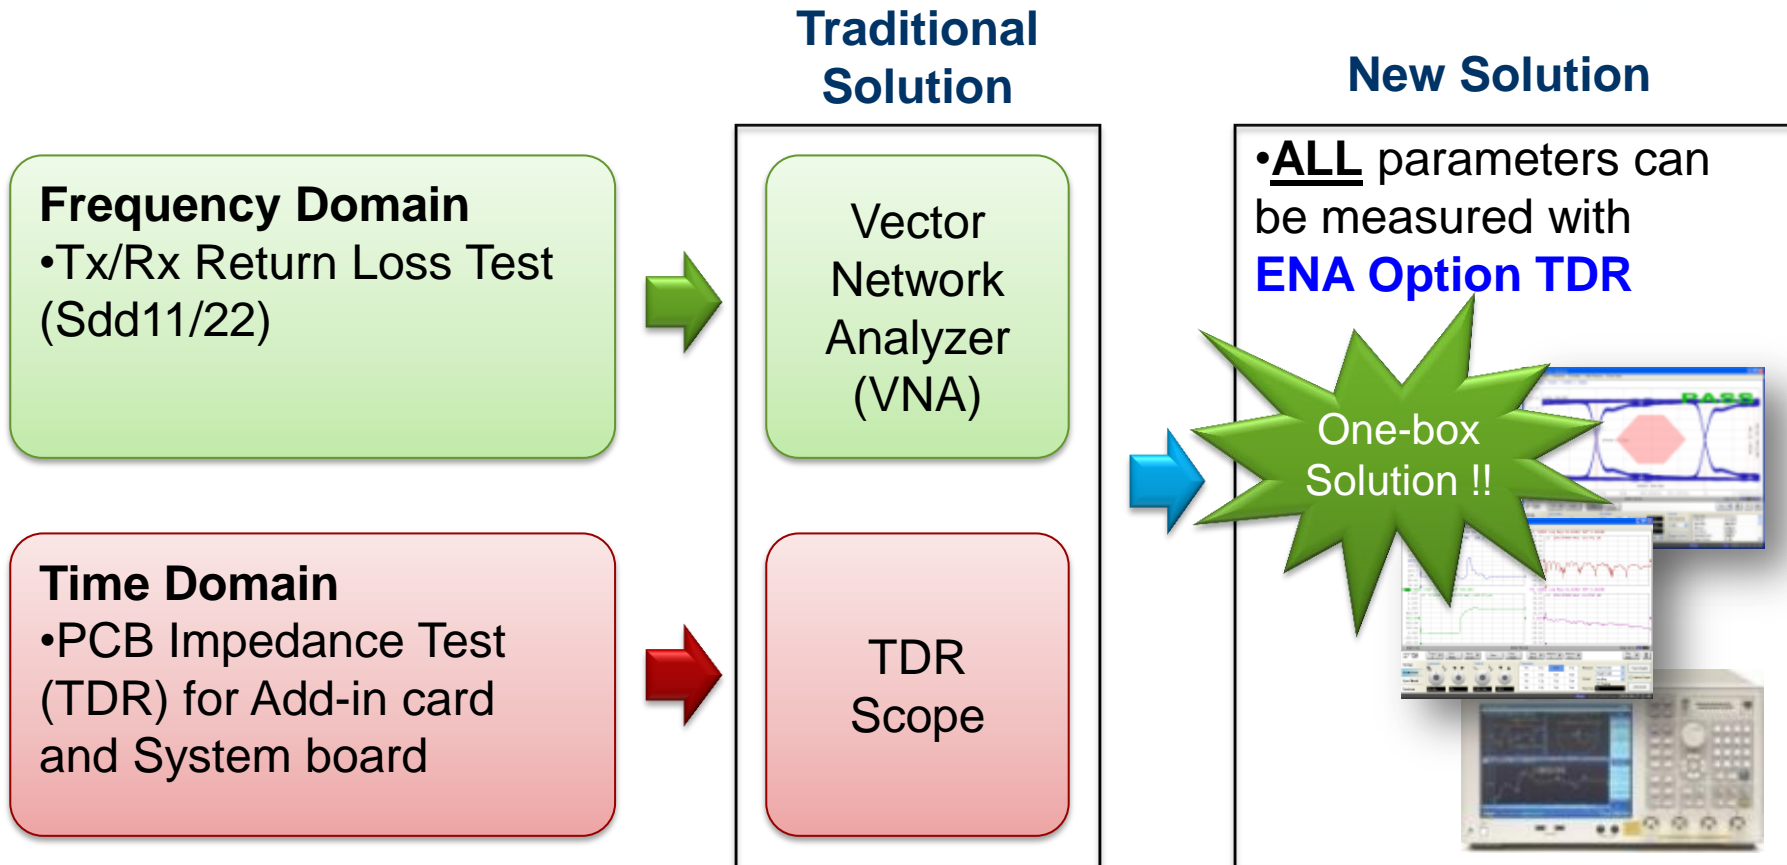 Traditional
Solution
New Solution
Frequency Domain
•Tx/Rx Return Loss Test
(Sdd11/22)
Vector
Network
Analyzer
(VNA)
•ALL parameters can
be measured with
ENA Option TDR
One-box
Solution !!
PASS
Time Domain
•PCB Impedance Test
(TDR) for Add-in card
and System board
TDR
Scope